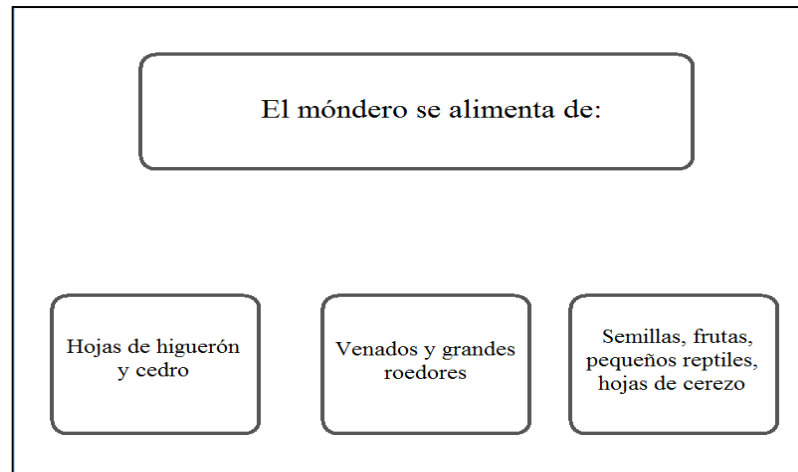 El móndero se alimenta de:
Hojas de higuerón
y cedro
Venados y grandes
roedores
Semillas, frutas,
pequeños reptiles,
hojas de cerezo